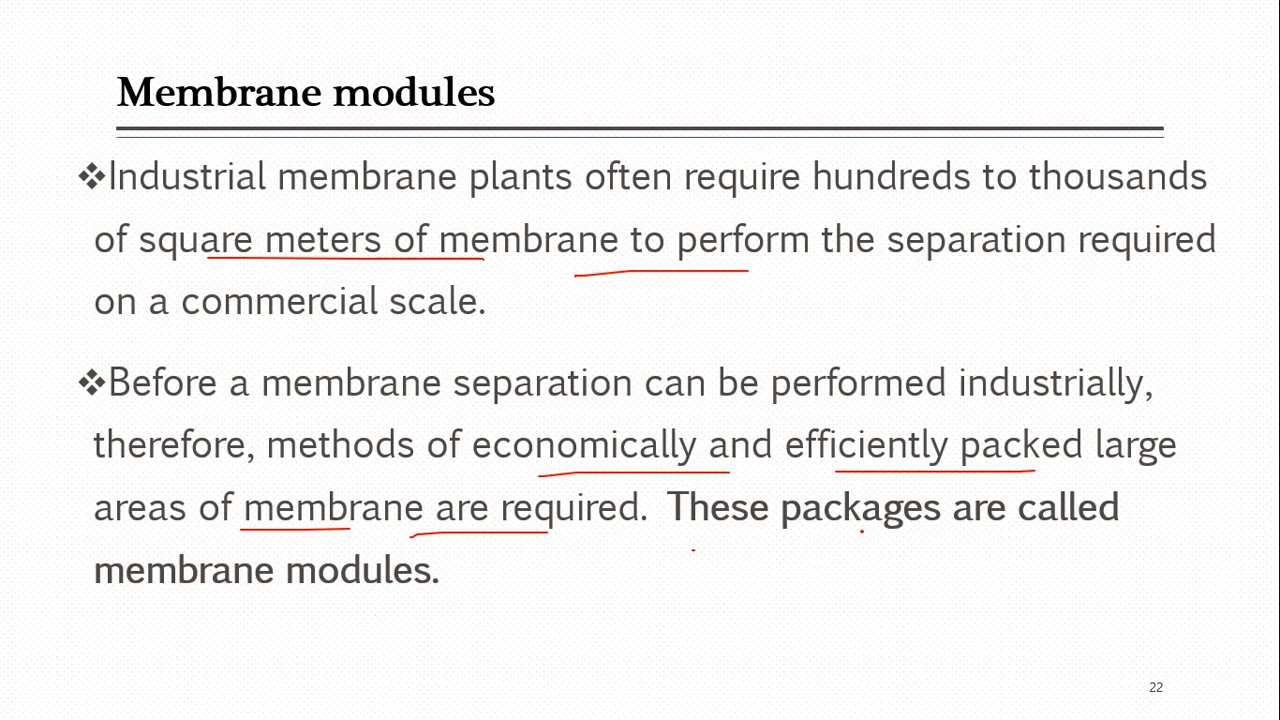 Membrane modules
❖Industrial membrane plants often require hundreds to thousands
of square meters of membrane to perform the separation required
on a commercial scale.
❖Before a membrane separation can be performed industrially,
therefore, methods of economically and efficiently packed large
areas of membrane are required. These packages are called
membrane modules.
22